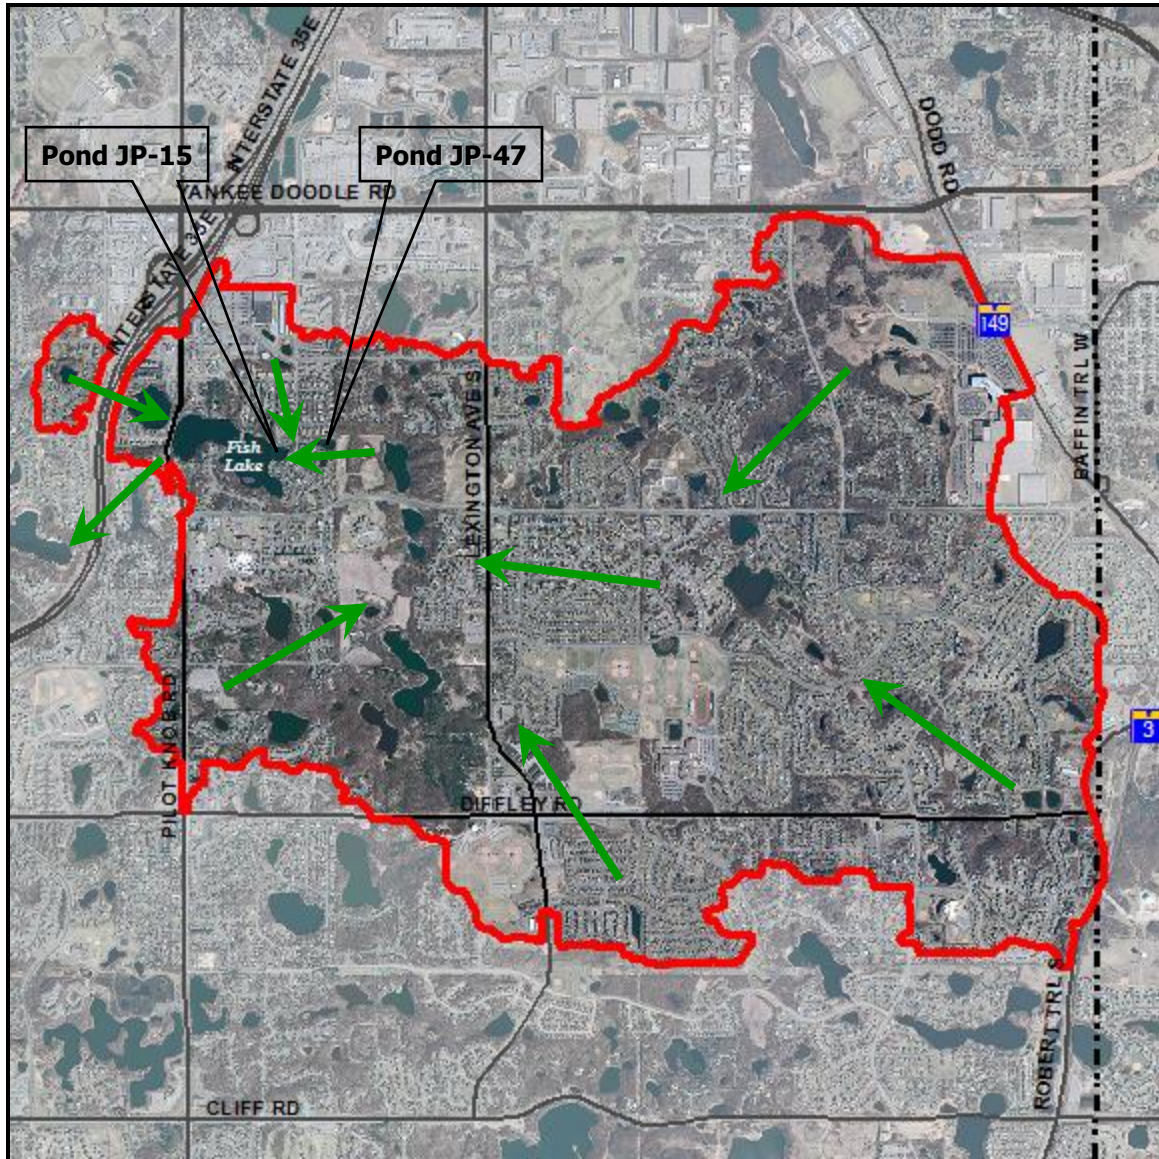 INTERSTATE 35E
DODD RD
Pond JP-15
Pond JP-47
YANKEE DOODLE RD
INTERSTATE 35E
149
BAFFIN TRL W
LEXINGTON AVE S
Fish
Lake
PILOT KNOB RD
3
DIFFLEY RD
ROBERT TRL S
CLIFF RD